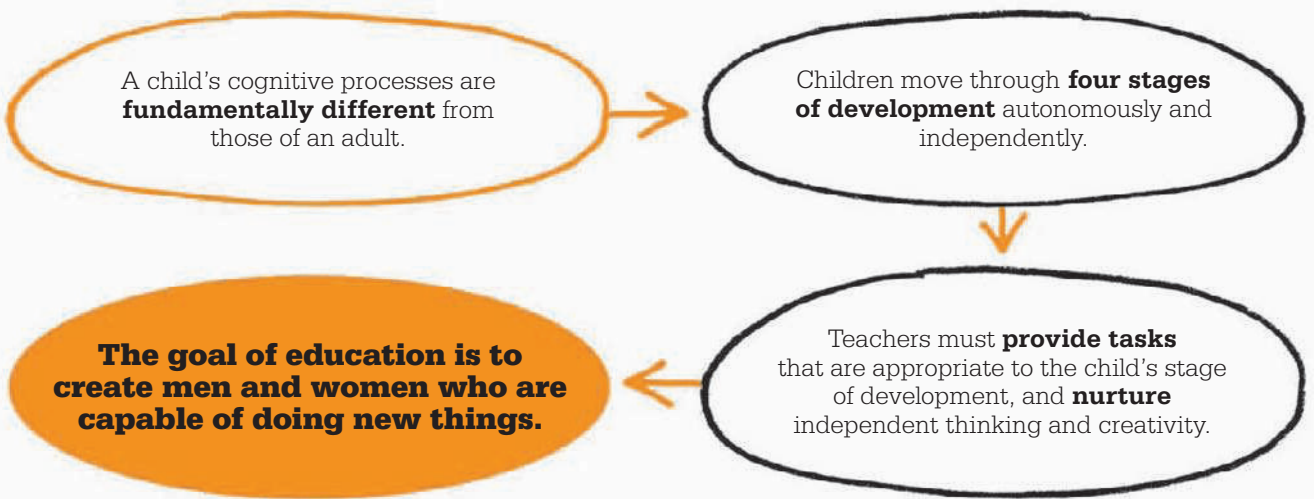 A child’s cognitive processes are
fundamentally different from
those of an adult.
Children move through four stages
of development autonomously and
independently.
Teachers must provide tasks
that are appropriate to the child’s stage
of development, and nurture
independent thinking and creativity.
The goal of education is to
create men and women who are
capable of doing new things.